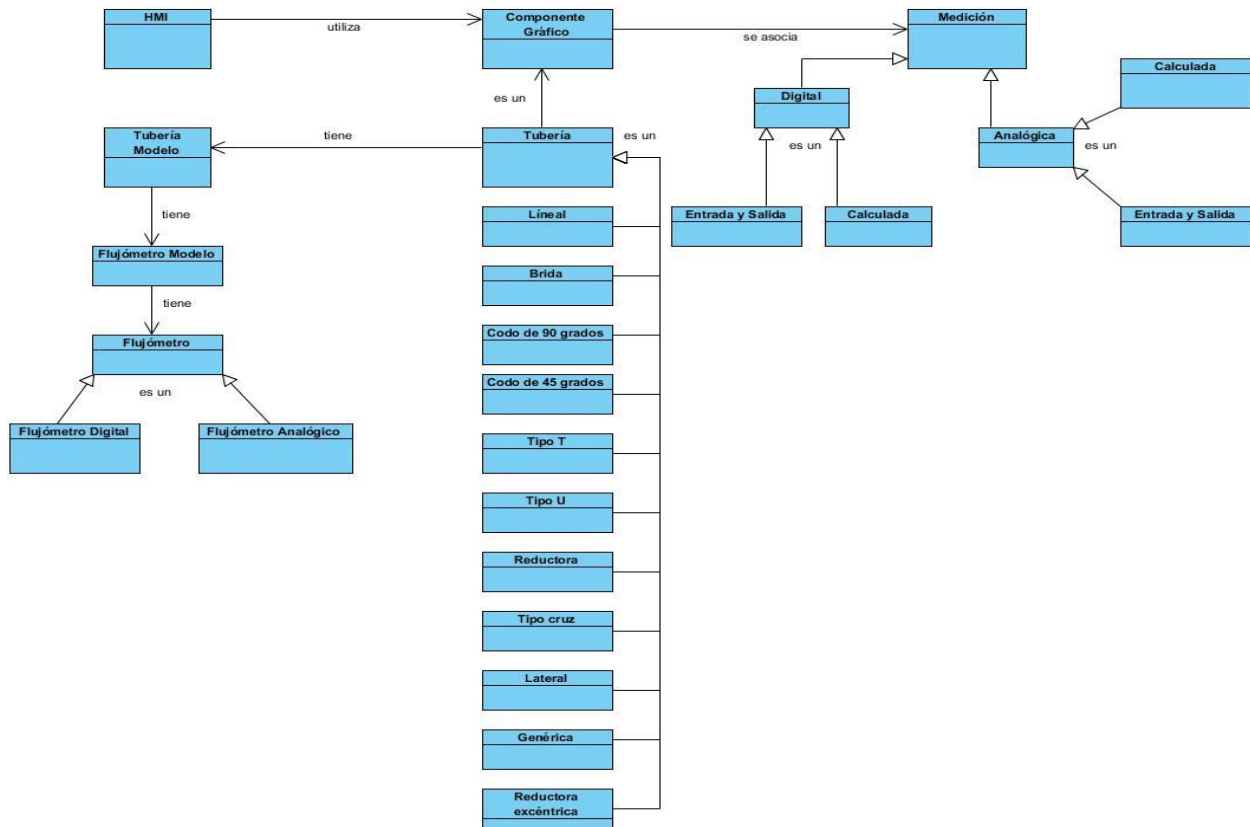 HMI
utiliza
Componente
Gráfico
se asocia
Medición
Calculada
Digital
es un
Analógica
es un
Entrada y Salida
Calculada
Entrada y Salida
es un
Tubería
Modelo
tiene
Tubería
es un
tiene
Flujómetro Modelo
tiene
Flujómetro
es un
Flujómetro Digital
Flujómetro Analógico
Líneal
Brida
Codo de 90 grados
Codo de 45 grados
Tipo T
Tipo U
Reductora
Tipo cruz
Lateral
Genérica
Reductora
excéntrica